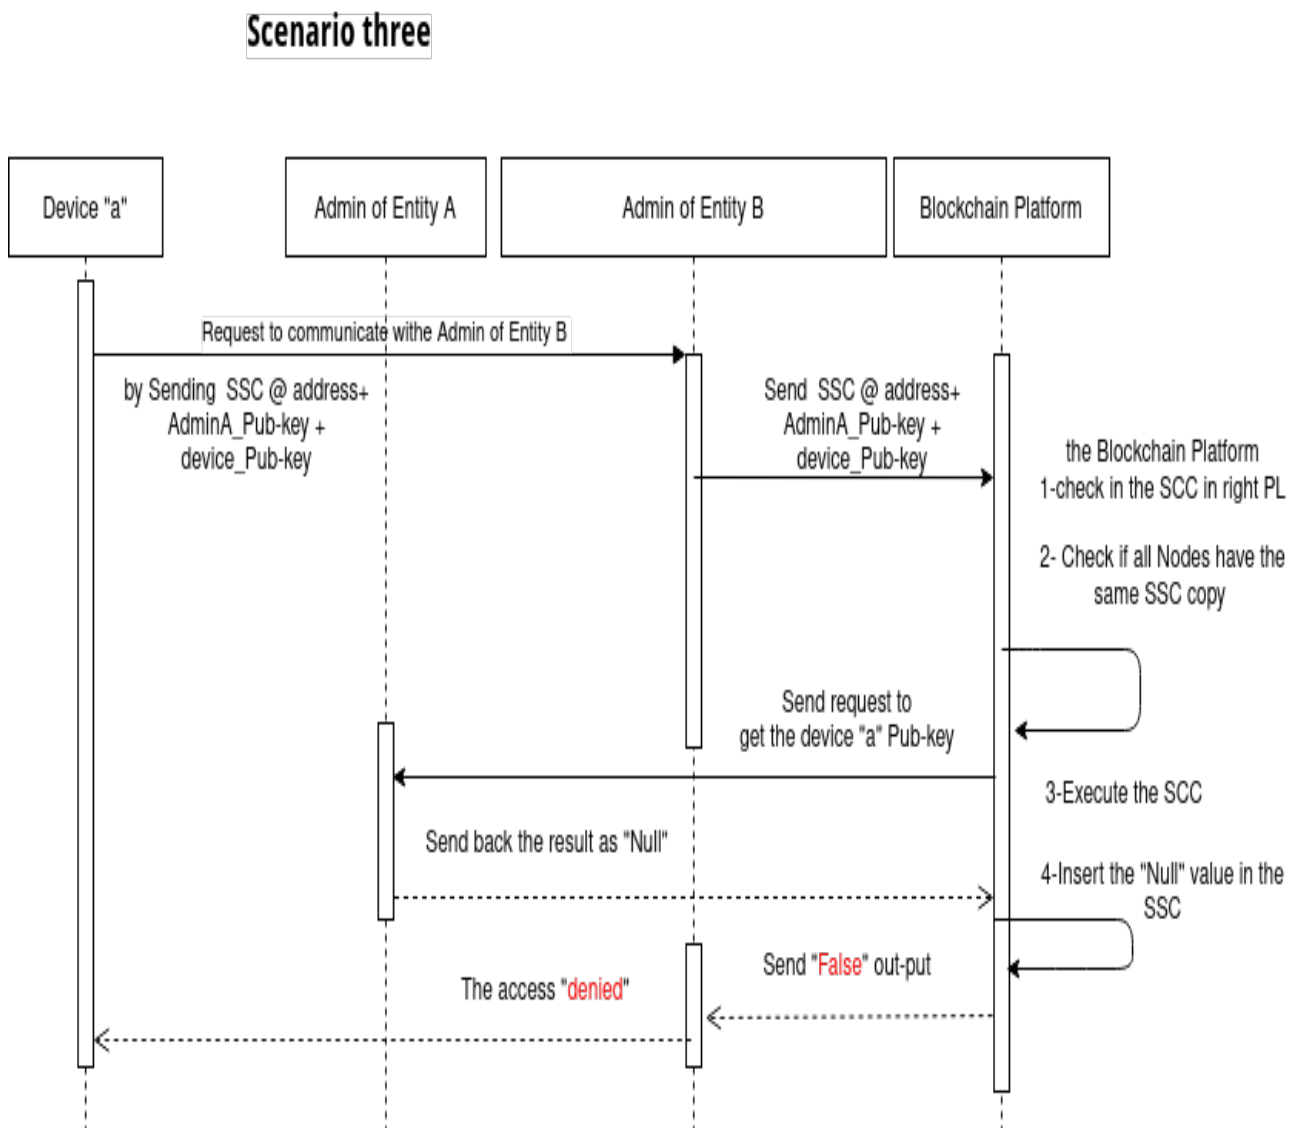 Scenario three
Device "a"
Admin of Entity A
Admin of Entity B
Blockchain Platform
Request to communicate withe Admin of Entity B
by Sending SSC @ address+
AdminA_Pub-key +
device_Pub-key
Send SSC @ address+
AdminA_Pub-key +
device_Pub-key
the Blockchain Platform
1-check in the SCC in right PL
2- Check if all Nodes have the
same SSC copy
Send request to
get the device "a" Pub-key
3-Execute the SCC
Send back the result as "Null"
4-Insert the "Null" value in the
SSC
Send "False" out-put
The access "denied"